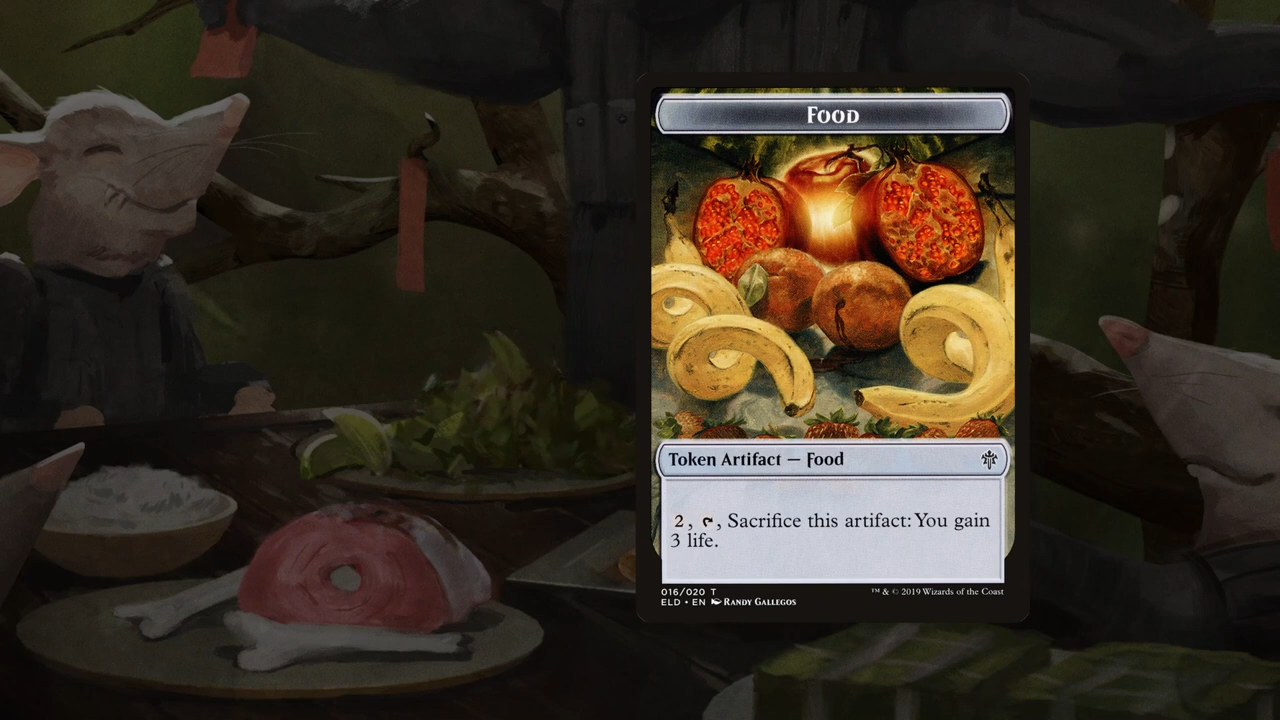 Food
Token Artifact — Food
2, , Sacrifice this artifact: You gain
3 life.
016/020 T
ELD • EN Randy Gallegos
™ & © 2019 Wizards of the Coast